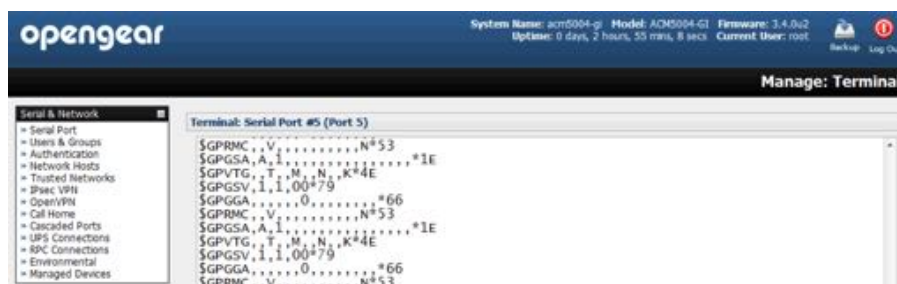 opengear
System Name: acm5004-gi Model: ACM5004-GI Firmware: 3.4.0u2
Uptime: 0 days, 2 hours, 55 mins, 8 secs Current User: root
Backup Log Ou
Manage: Termina
Serial & Network
Serial Port
Users & Groups
Authentication
Network Hosts
Trusted Networks
IPsec VPN
OpenVPN
Call Home
Cascaded Ports
UPS Connections
RPC Connections
Environmental
Managed Devices
Terminal: Serial Port #5 (Port 5)
$GPRMC,,V,,,,,,,,,,N*53
$GPGSA,A,1,,,,,,,,,,,,,,,*1E
$GPVTG,,T,,M,,N,,K*4E
$GPGSV,1,1,00*79
$GPGGA,,,,,,0,,,,,,,,*66
$GPRMC,,V,,,,,,,,,,N*53
$GPGSA,A,1,,,,,,,,,,,,,,,*1E
$GPVTG,,T,,M,,N,,K*4E
$GPGSV,1,1,00*79
$GPGGA,,,,,,0,,,,,,,,*66
$GPRMC,,V,,,,,,,,,,N*53